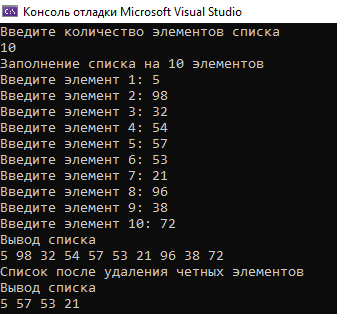 Консоль отладки Microsoft Visual Studio
Введите количество элементов списка
10
Заполнение списка на 10 элементов
Введите элемент 1: 5
Введите элемент 2: 98
Введите элемент 3: 32
Введите элемент 4: 54
Введите элемент 5: 57
Введите элемент 6: 53
Введите элемент 7: 21
Введите элемент 8: 96
Введите элемент 9: 38
Введите элемент 10: 72
Вывод списка
5 98 32 54 57 53 21 96 38 72
Список после удаления четных элементов
Вывод списка
5 57 53 21